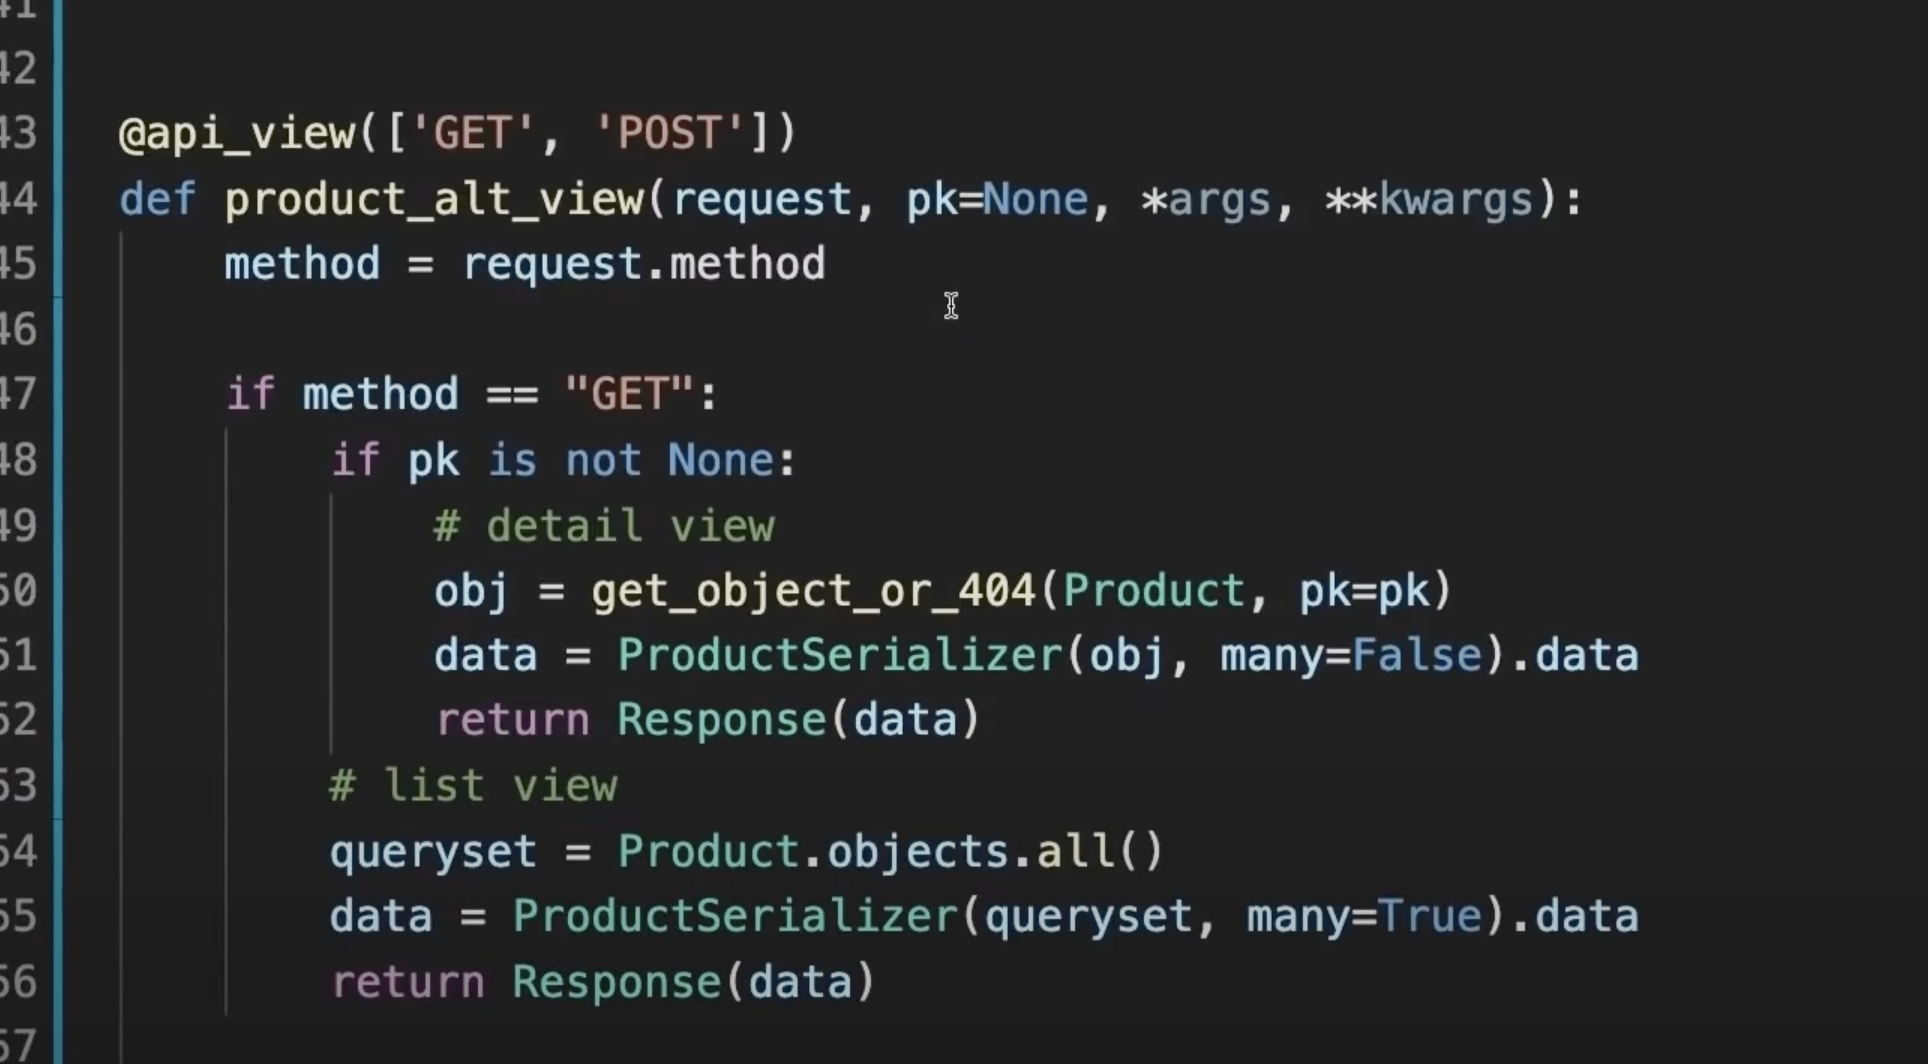 41
42
43 @api_view(['GET', 'POST'])
44 def product_alt_view(request, pk=None, *args, **kwargs):
45     method = request.method
46
47     if method == "GET":
48         if pk is not None:
49             # detail view
50             obj = get_object_or_404(Product, pk=pk)
51             data = ProductSerializer(obj, many=False).data
52             return Response(data)
53         # list view
54         queryset = Product.objects.all()
55         data = ProductSerializer(queryset, many=True).data
56         return Response(data)
57